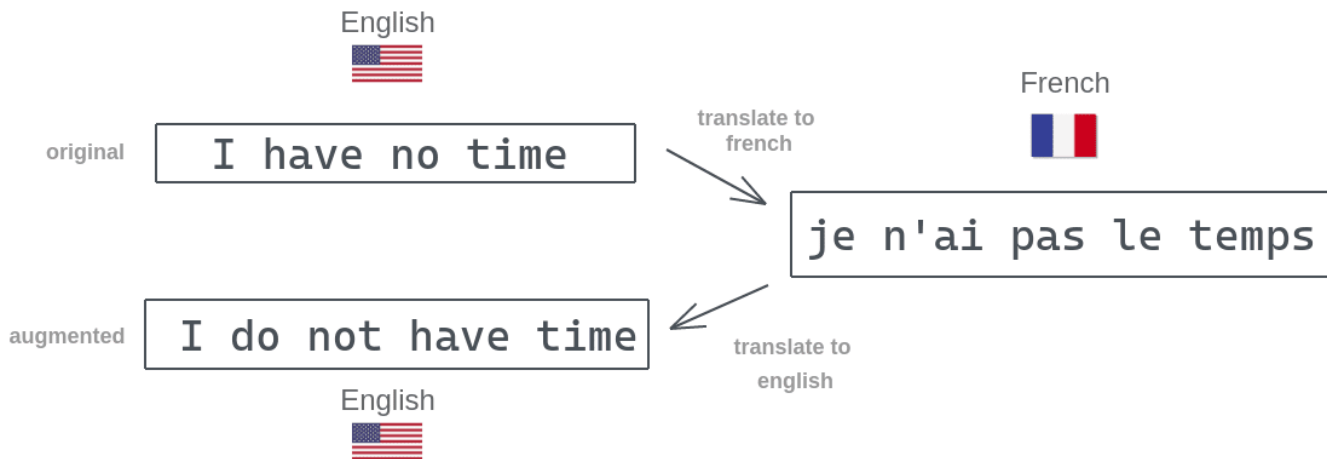 English
original
I have no time
translate to
french
French
je n'ai pas le temps
translate to
english
augmented
I do not have time
English